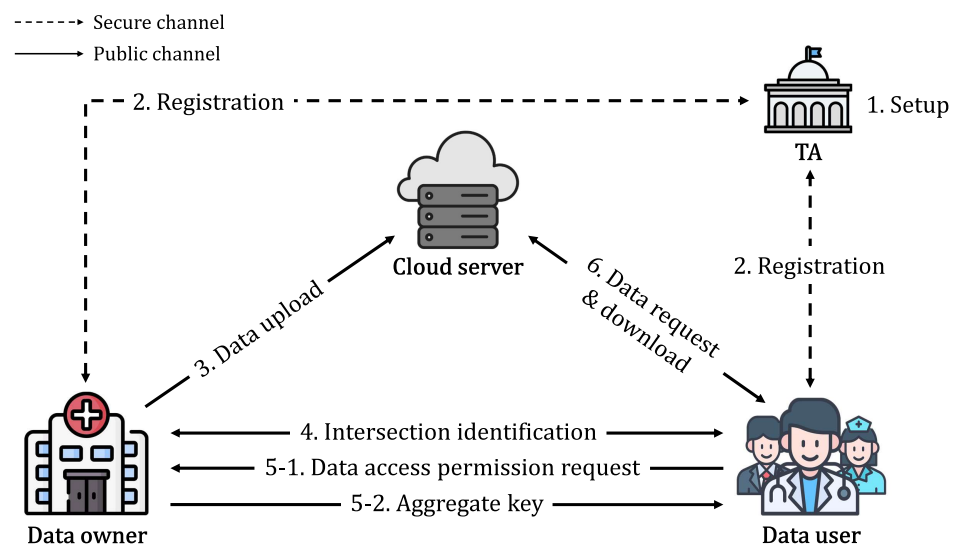 Secure channel
Public channel
2. Registration
1. Setup
TA
Cloud server
2. Registration
6. Data request
& download
3. Data upload
4. Intersection identification
5-1. Data access permission request
5-2. Aggregate key
Data owner
Data user